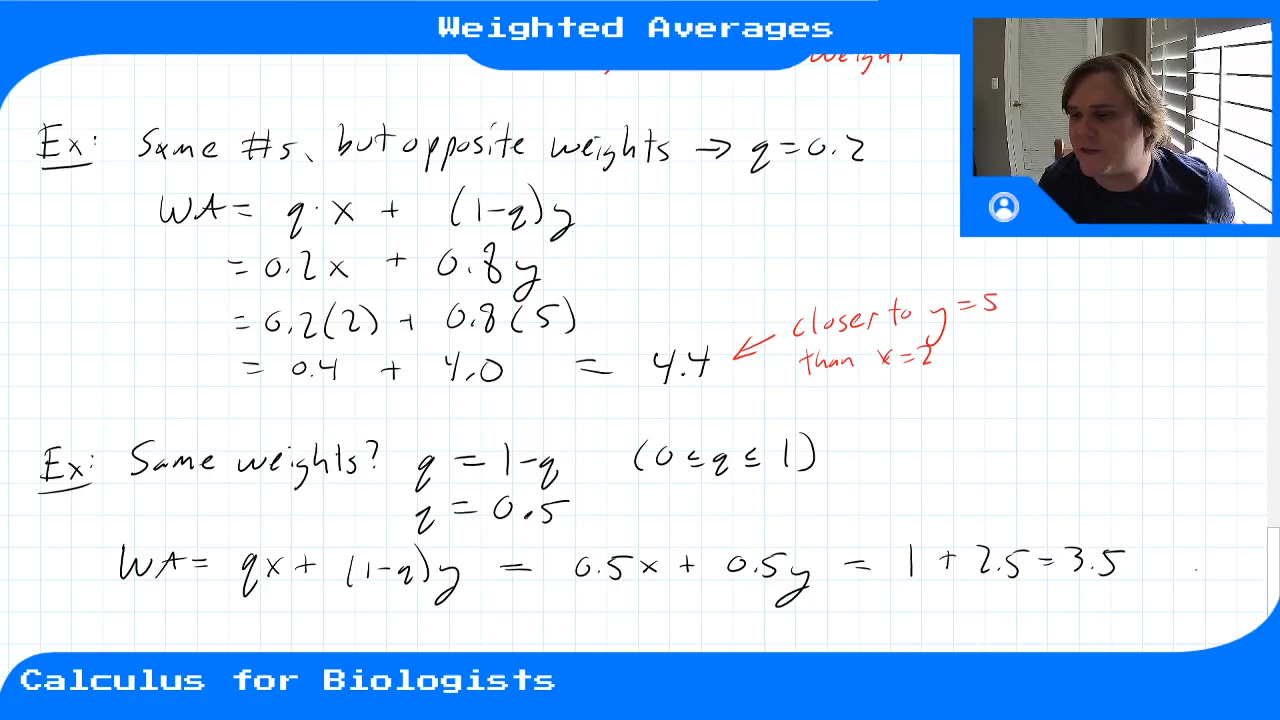 Weighted Averages
weight
Ex: Same #s, but opposite weights → q = 0.2
WA = q · x + (1-q)y
= 0.2x + 0.8y
= 0.2(2) + 0.8(5)
= 0.4 + 4.0 = 4.4
closer to y = 5
than x = 2
Ex: Same weights? q = 1-q (0 ≤ q ≤ 1)
q = 0.5
WA = qx + (1-q)y = 0.5x + 0.5y = 1 + 2.5 = 3.5
Calculus for Biologists